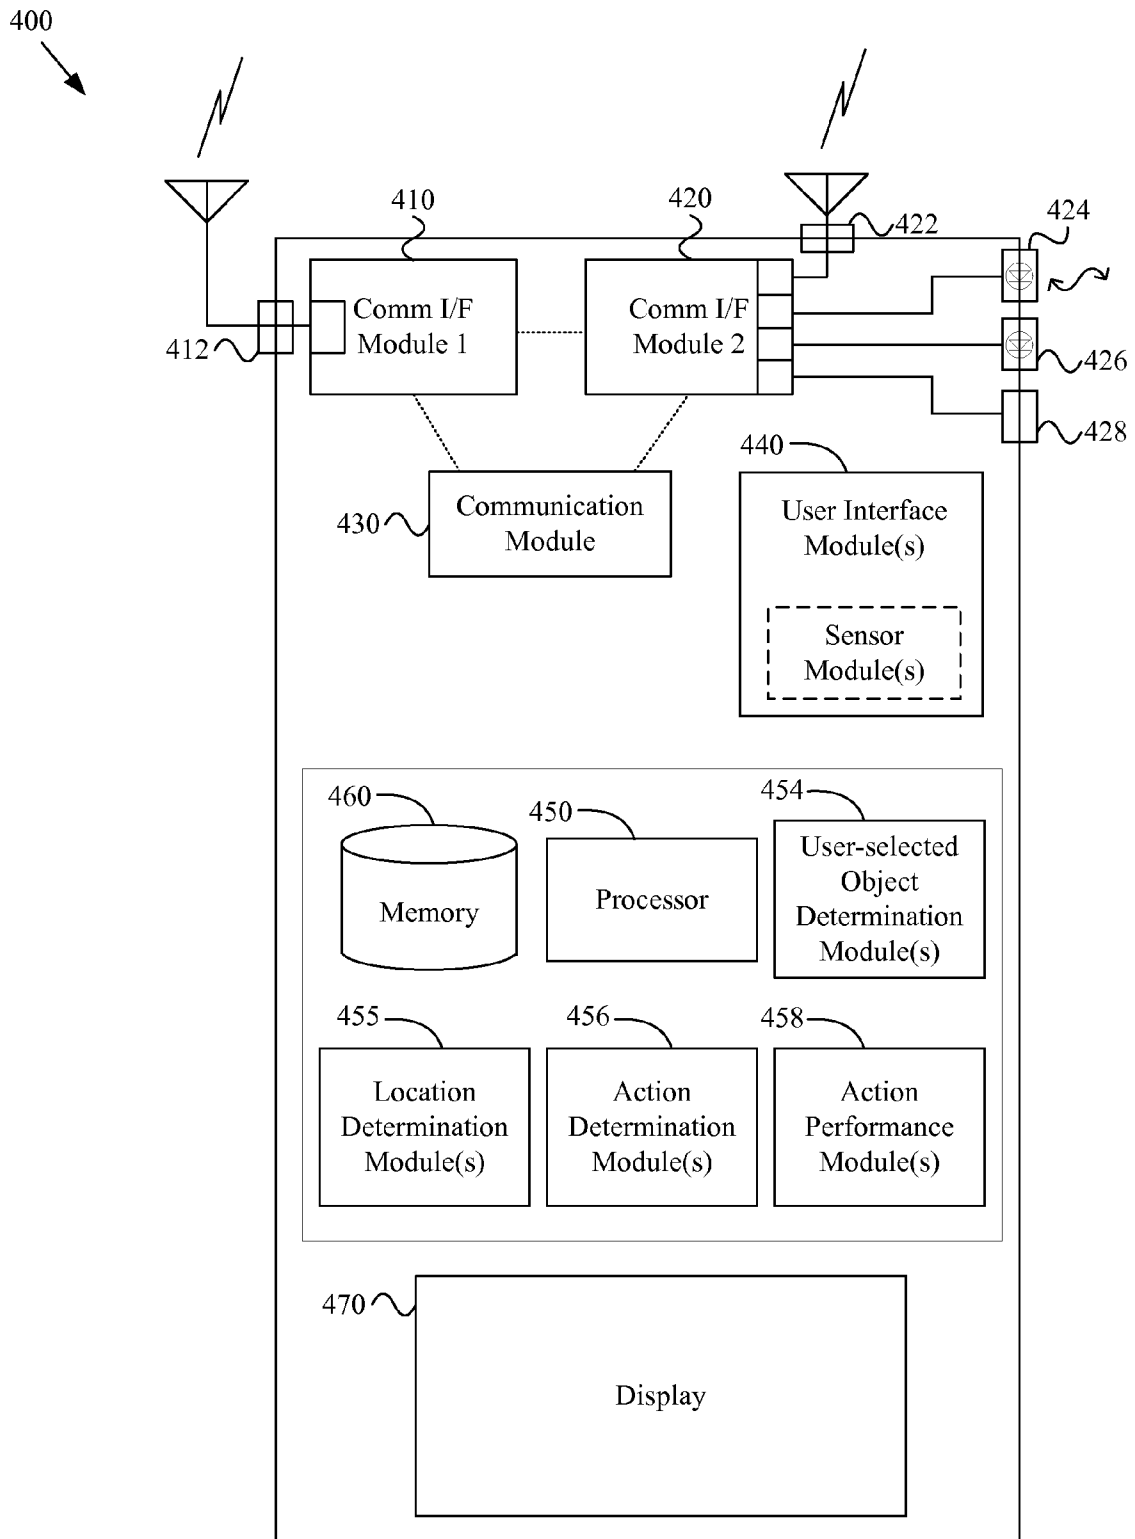 400
410
420
422
424
Comm I/F
Module 1
Comm I/F
Module 2
412
426
428
440
430
Communication
Module
User Interface
Module(s)
Sensor
Module(s)
460
450
454
Memory
Processor
User-selected
Object
Determination
Module(s)
455
456
458
Location
Determination
Module(s)
Action
Determination
Module(s)
Action
Performance
Module(s)
470
Display